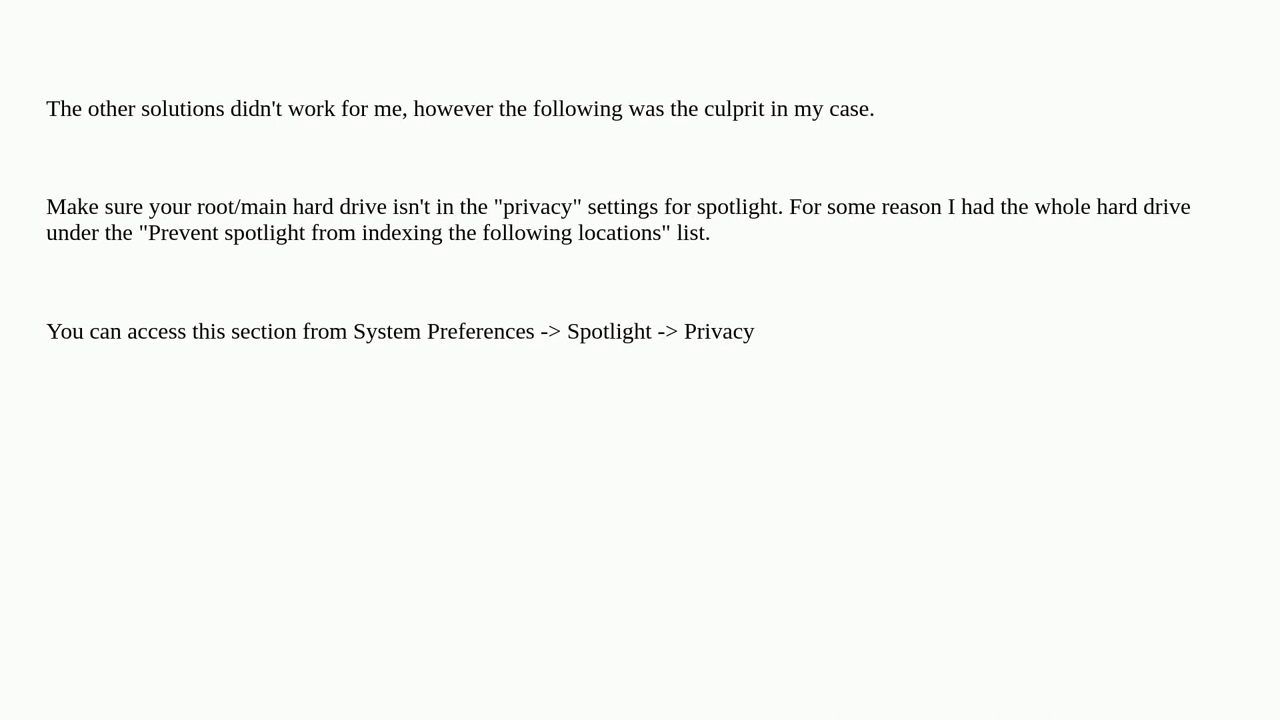 The other solutions didn't work for me, however the following was the culprit in my case.
Make sure your root/main hard drive isn't in the "privacy" settings for spotlight. For some reason I had the whole hard drive
under the "Prevent spotlight from indexing the following locations" list.
You can access this section from System Preferences -> Spotlight -> Privacy